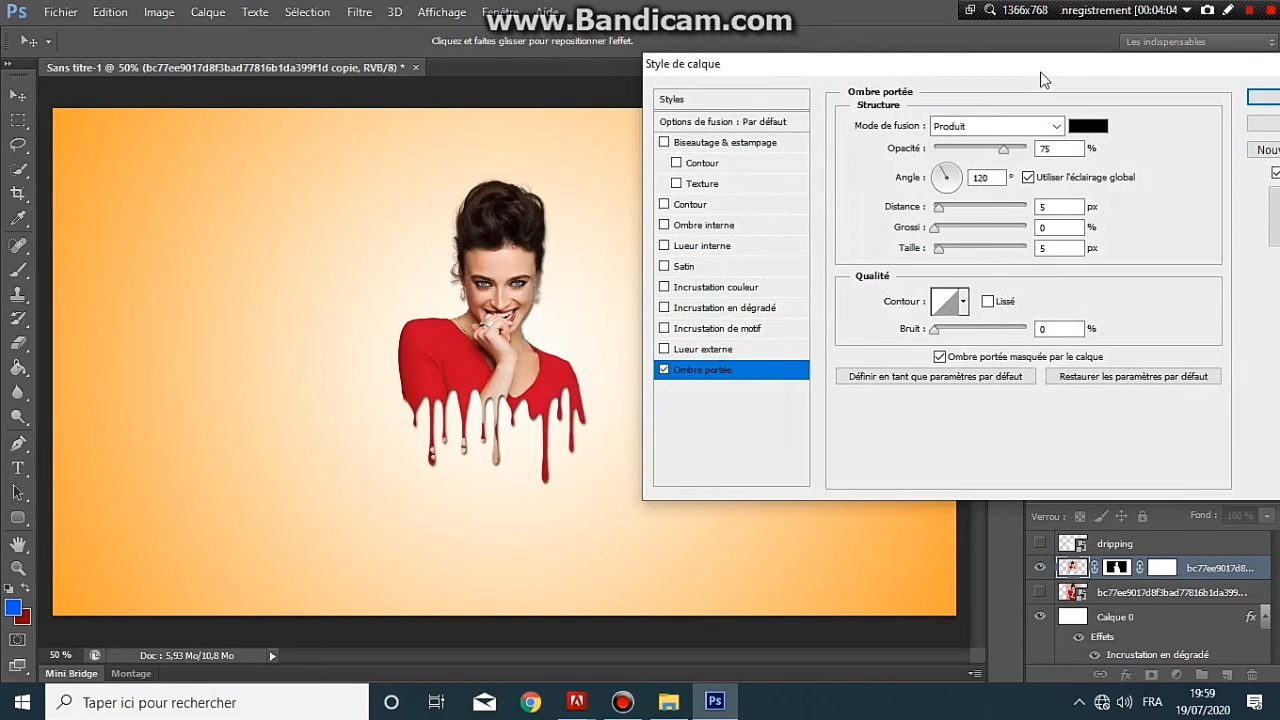 Ps Fichier Edition Image Calque Texte Sélection Filtre 3D Affichage Fenêtre Aide
www.Bandicam.com
1366x768 nregistrement [00:04:04]
Cliquez et faites glisser pour repositionner l'effet.
Les indispensables
Sans titre-1 @ 50% (bc77ee9017d8f3bad77816b1da399f1d copie, RVB/8) * ×
Style de calque
Styles
Options de fusion : Par défaut
Biseautage & estampage
Contour
Texture
Contour
Ombre interne
Lueur interne
Satin
Incrustation couleur
Incrustation en dégradé
Incrustation de motif
Lueur externe
Ombre portée
Ombre portée
Structure
Mode de fusion : Produit
Opacité : 75 %
Angle : 120 ° Utiliser l'éclairage global
Distance : 5 px
Grossi : 0 %
Taille : 5 px
Qualité
Contour : Lissé
Bruit : 0 %
Ombre portée masquée par le calque
Définir en tant que paramètres par défaut Restaurer les paramètres par défaut
Nouv
Verrou : Fond : 100 %
dripping
bc77ee9017d8...
bc77ee9017d8f3bad77816b1da399...
Calque 0 fx
Effets
Incrustation en dégradé
50 % Doc : 5,93 Mo/10,8 Mo
Mini Bridge Montage
Taper ici pour rechercher
Ps
FRA
19:59
19/07/2020